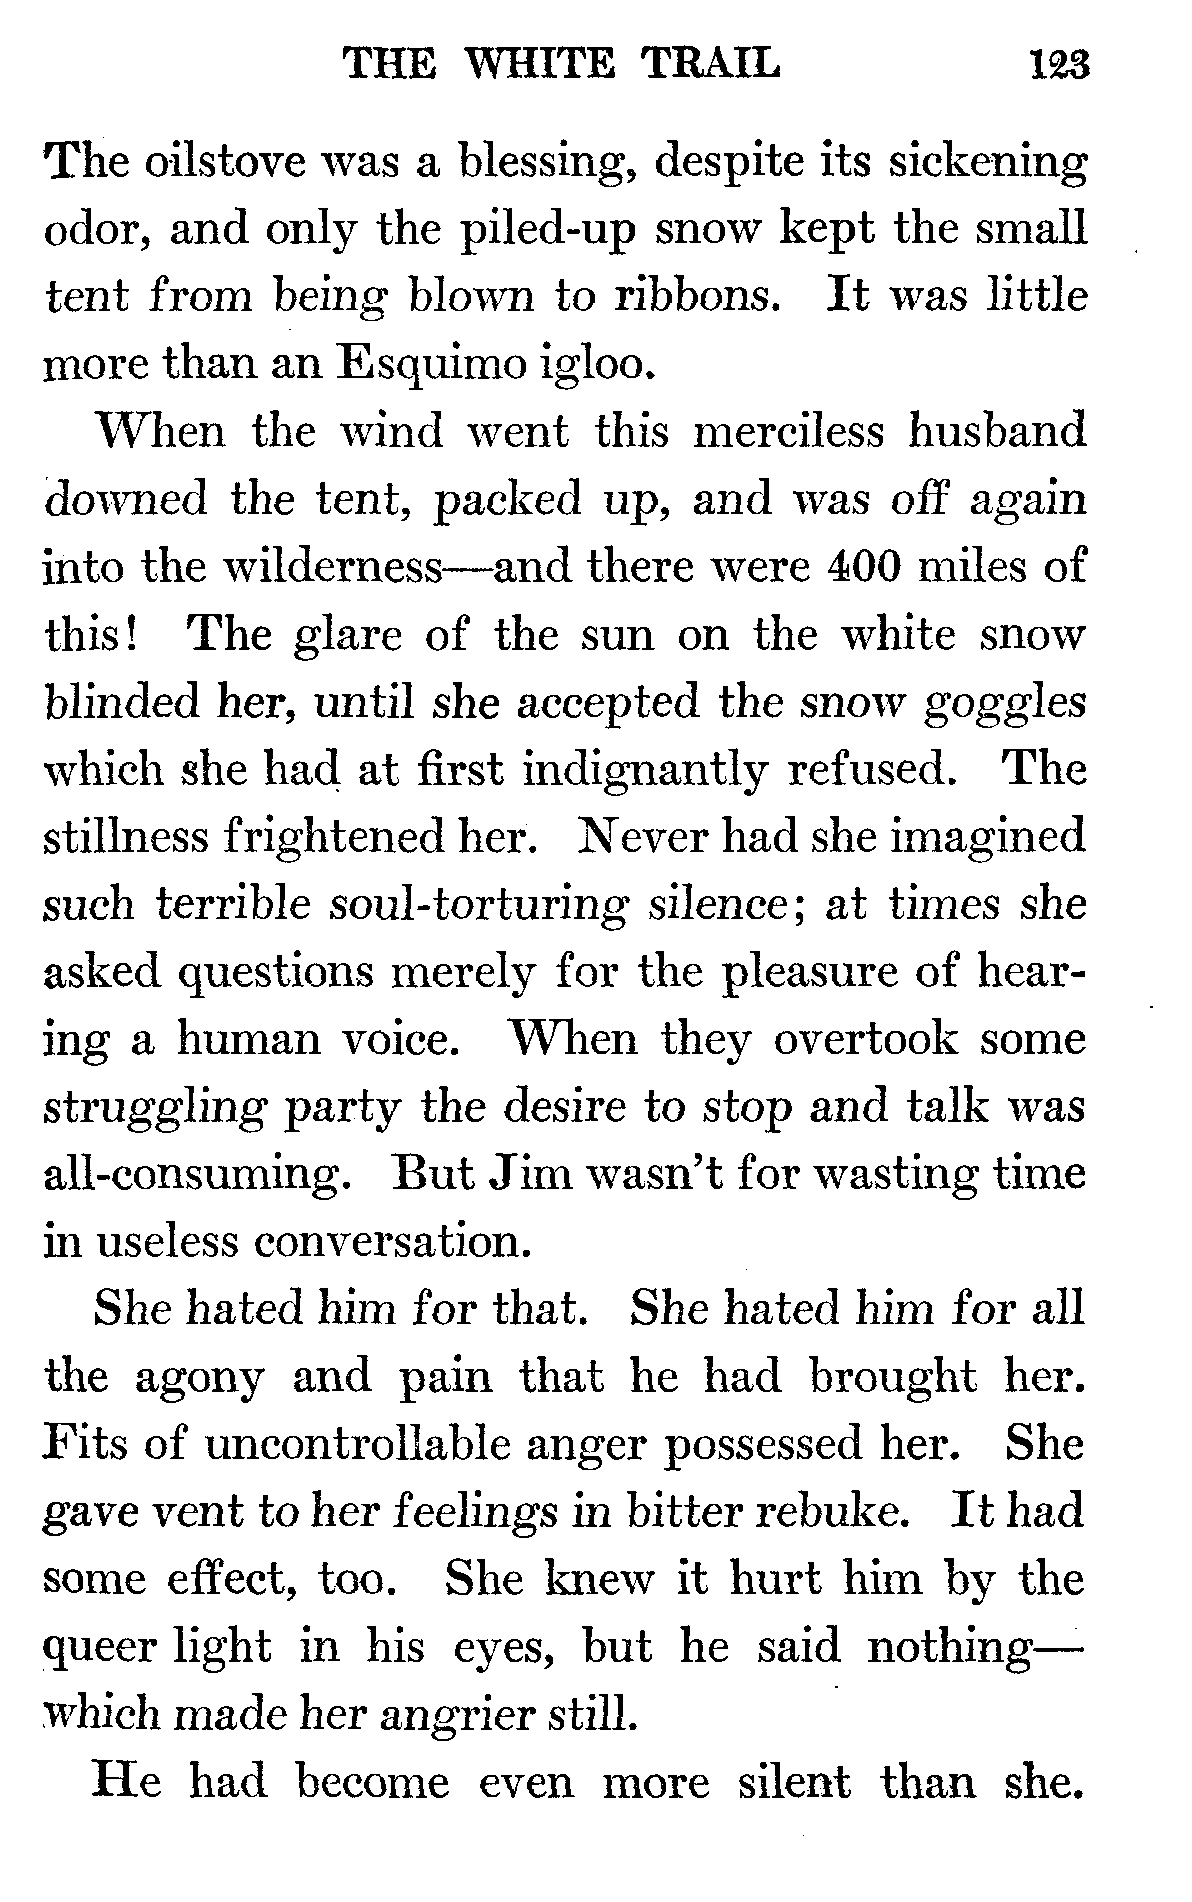 THE WHITE TRAIL 123
The oilstove was a blessing, despite its sickening
odor, and only the piled-up snow kept the small
tent from being blown to ribbons. It was little
more than an Esquimo igloo.
When the wind went this merciless husband
downed the tent, packed up, and was off again
into the wilderness—and there were 400 miles of
this! The glare of the sun on the white snow
blinded her, until she accepted the snow goggles
which she had at first indignantly refused. The
stillness frightened her. Never had she imagined
such terrible soul-torturing silence; at times she
asked questions merely for the pleasure of hear-
ing a human voice. When they overtook some
struggling party the desire to stop and talk was
all-consuming. But Jim wasn't for wasting time
in useless conversation.
She hated him for that. She hated him for all
the agony and pain that he had brought her.
Fits of uncontrollable anger possessed her. She
gave vent to her feelings in bitter rebuke. It had
some effect, too. She knew it hurt him by the
queer light in his eyes, but he said nothing—
which made her angrier still.
He had become even more silent than she.